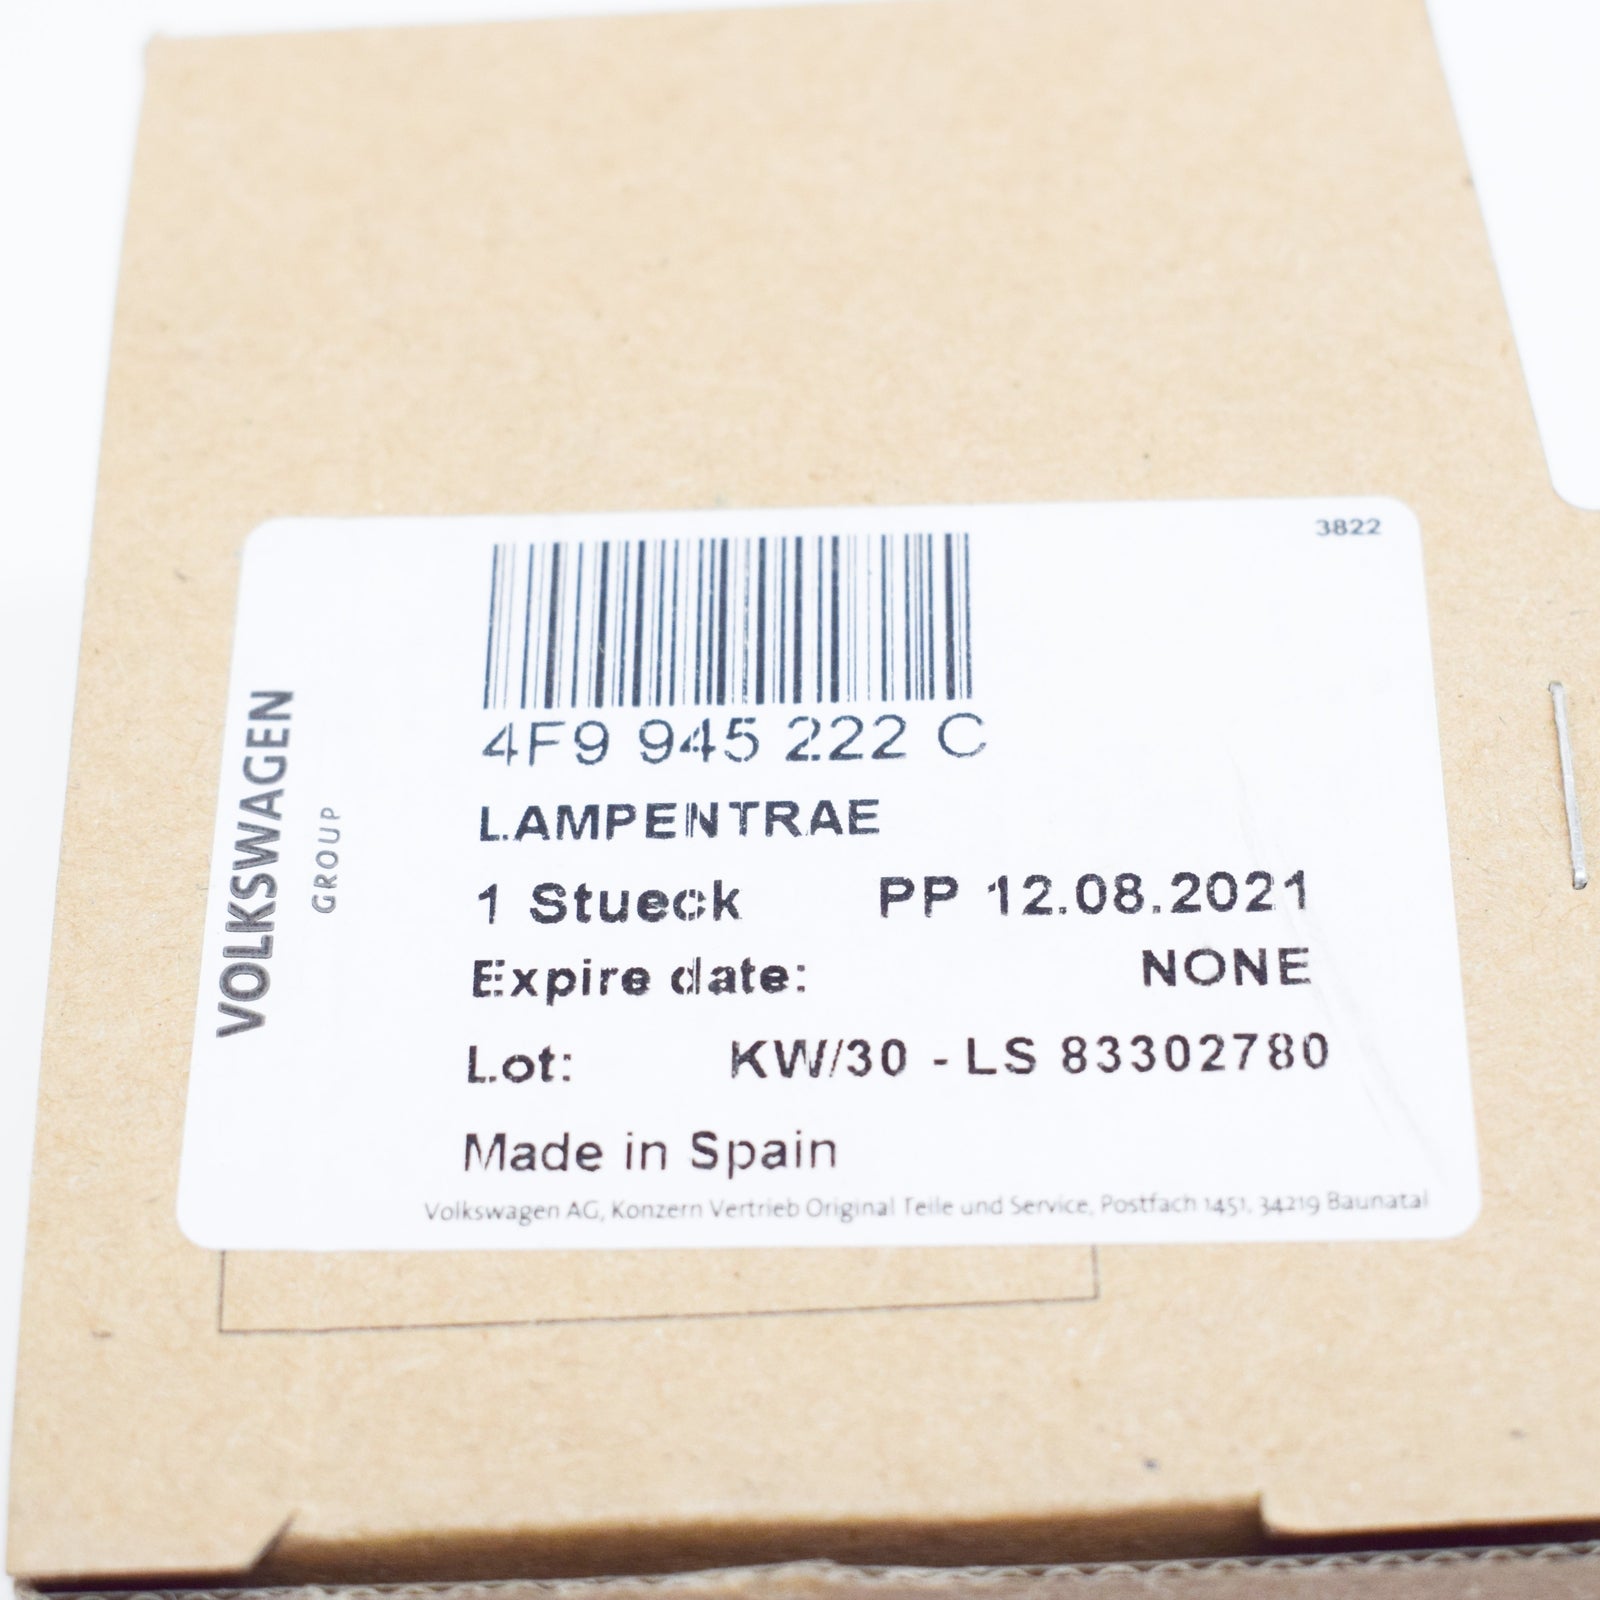 3822
4F9 945 222 C
LAMPENTRAE
1 Stueck PP 12.08.2021
Expire date: NONE
Lot: KW/30 - LS 83302780
Made in Spain
Volkswagen AG, Konzern Vertrieb Original Teile und Service, Postfach 1451, 34219 Baunatal
VOLKSWAGEN
GROUP